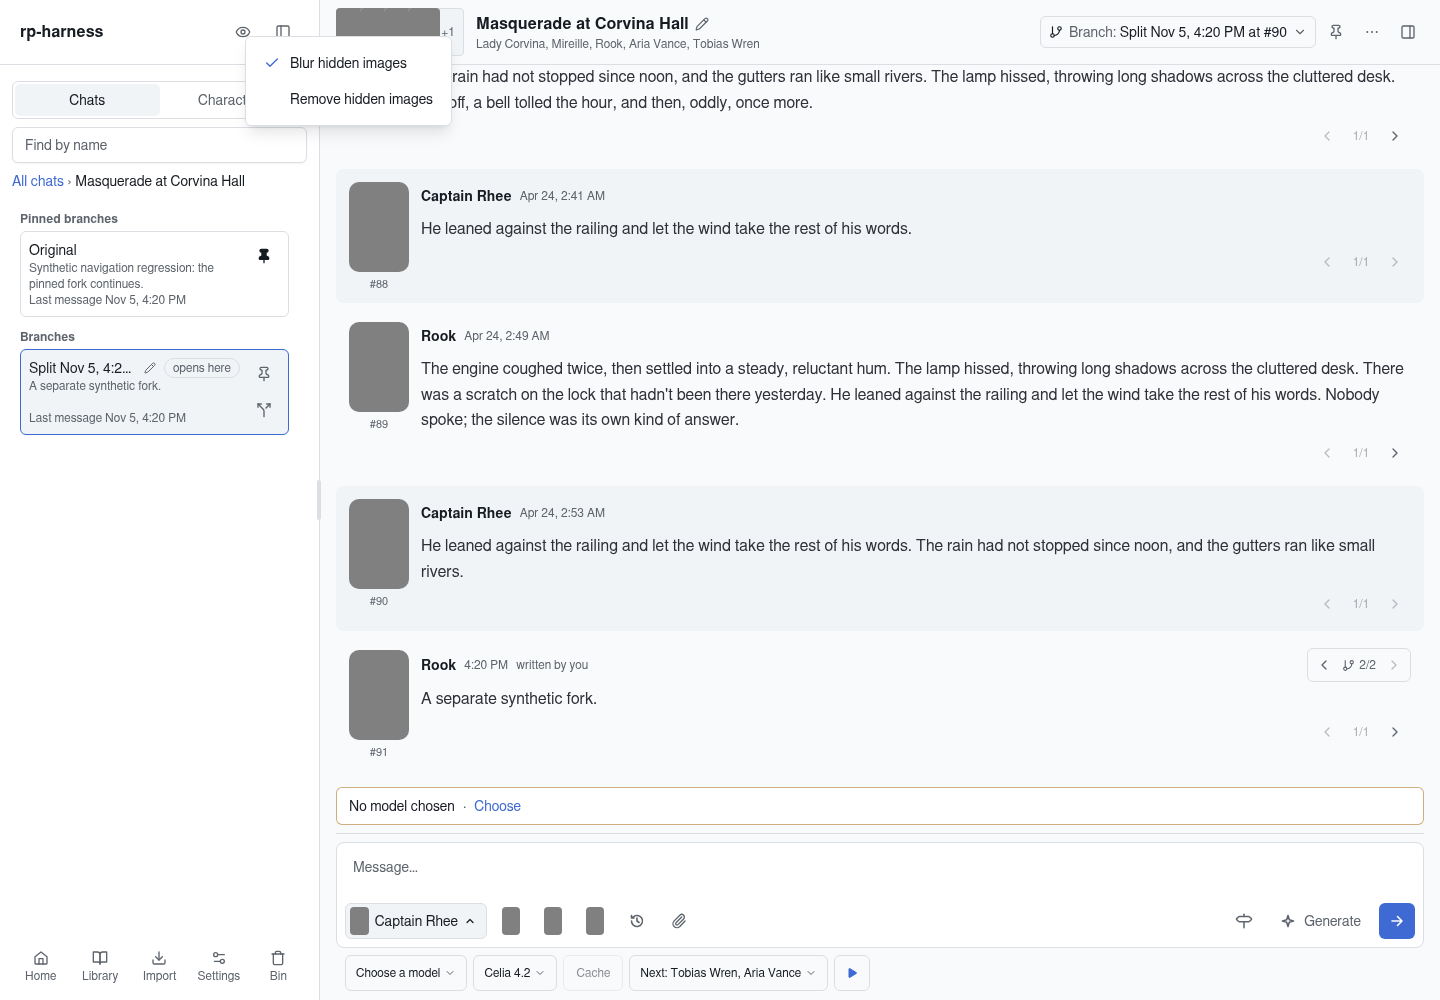 rp-harness
Blur hidden images
Remove hidden images
Chats
Charact
Find by name
All chats › Masquerade at Corvina Hall
Pinned branches
Original
Synthetic navigation regression: the
pinned fork continues.
Last message Nov 5, 4:20 PM
Branches
Split Nov 5, 4:2... opens here
A separate synthetic fork.
Last message Nov 5, 4:20 PM
Home
Library
Import
Settings
Bin
+1
Masquerade at Corvina Hall
Lady Corvina, Mireille, Rook, Aria Vance, Tobias Wren
Branch: Split Nov 5, 4:20 PM at #90
rain had not stopped since noon, and the gutters ran like small rivers. The lamp hissed, throwing long shadows across the cluttered desk.
off, a bell tolled the hour, and then, oddly, once more.
1/1
Captain Rhee Apr 24, 2:41 AM
He leaned against the railing and let the wind take the rest of his words.
1/1
#88
Rook Apr 24, 2:49 AM
The engine coughed twice, then settled into a steady, reluctant hum. The lamp hissed, throwing long shadows across the cluttered desk. There
was a scratch on the lock that hadn't been there yesterday. He leaned against the railing and let the wind take the rest of his words. Nobody
spoke; the silence was its own kind of answer.
#89
1/1
Captain Rhee Apr 24, 2:53 AM
He leaned against the railing and let the wind take the rest of his words. The rain had not stopped since noon, and the gutters ran like small
rivers.
#90
1/1
Rook 4:20 PM written by you
2/2
A separate synthetic fork.
1/1
#91
No model chosen · Choose
Message...
Captain Rhee
Generate
Choose a model
Celia 4.2
Cache
Next: Tobias Wren, Aria Vance